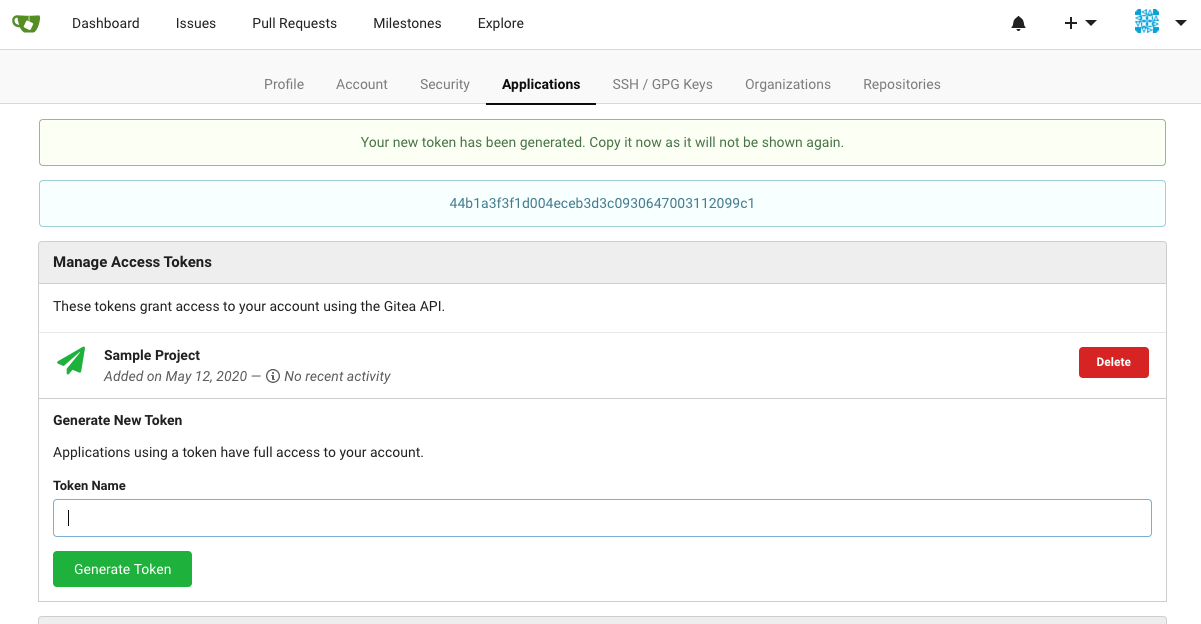 Dashboard Issues Pull Requests Milestones Explore
Profile Account Security Applications SSH / GPG Keys Organizations Repositories
Your new token has been generated. Copy it now as it will not be shown again.
44b1a3f3f1d004eceb3d3c0930647003112099c1
Manage Access Tokens
These tokens grant access to your account using the Gitea API.
Sample Project
Added on May 12, 2020 — No recent activity
Delete
Generate New Token
Applications using a token have full access to your account.
Token Name
Generate Token